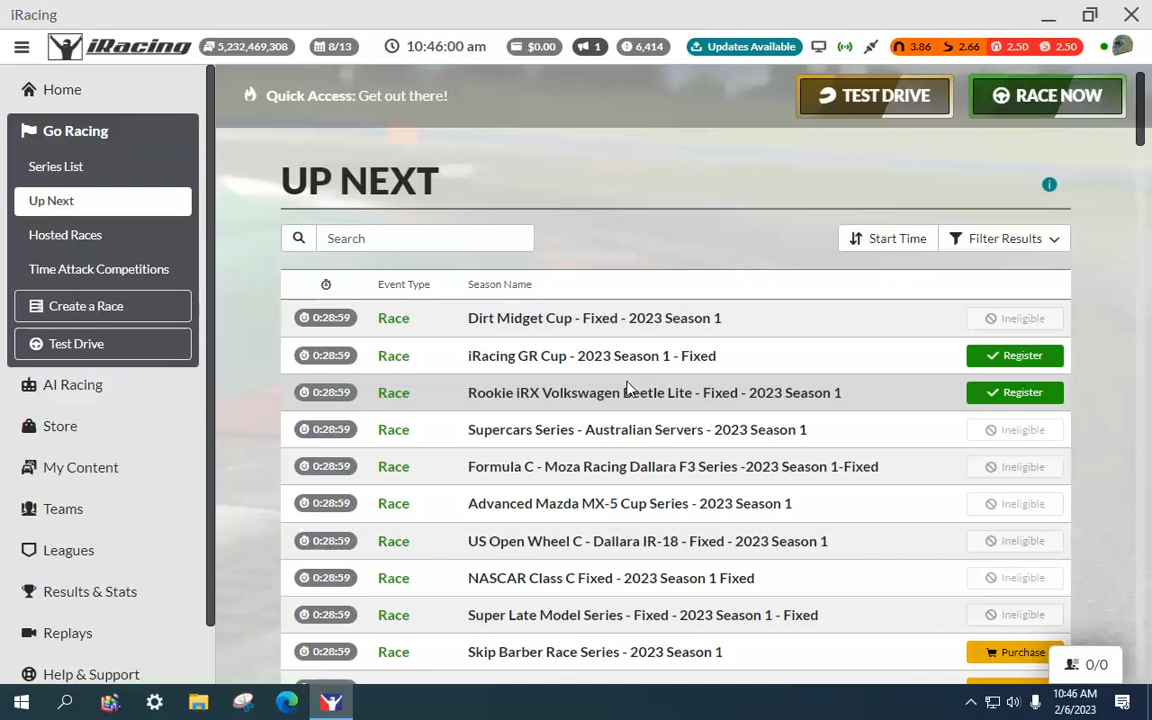 iRacing
iRacing 5,232,469,308 8/13 10:46:00 am $0.00 1 6,414 Updates Available 3.86 2.66 2.50 2.50
Home
Go Racing
Series List
Up Next
Hosted Races
Time Attack Competitions
Create a Race
Test Drive
AI Racing
Store
My Content
Teams
Leagues
Results & Stats
Replays
Help & Support
Quick Access: Get out there!
TEST DRIVE
RACE NOW
UP NEXT
Search
Start Time
Filter Results
Event Type Season Name
0:28:59 Race Dirt Midget Cup - Fixed - 2023 Season 1 Ineligible
0:28:59 Race iRacing GR Cup - 2023 Season 1 - Fixed Register
0:28:59 Race Rookie iRX Volkswagen Beetle Lite - Fixed - 2023 Season 1 Register
0:28:59 Race Supercars Series - Australian Servers - 2023 Season 1 Ineligible
0:28:59 Race Formula C - Moza Racing Dallara F3 Series -2023 Season 1-Fixed Ineligible
0:28:59 Race Advanced Mazda MX-5 Cup Series - 2023 Season 1 Ineligible
0:28:59 Race US Open Wheel C - Dallara IR-18 - Fixed - 2023 Season 1 Ineligible
0:28:59 Race NASCAR Class C Fixed - 2023 Season 1 Fixed Ineligible
0:28:59 Race Super Late Model Series - Fixed - 2023 Season 1 - Fixed Ineligible
0:28:59 Race Skip Barber Race Series - 2023 Season 1 Purchase
0/0
10:46 AM
2/6/2023